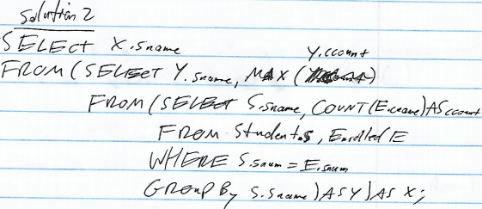 Solution 2
SELECT X.sname
Y.ccount
FROM (SELECT Y.sname, MAX (
FROM (SELECT S.sname, COUNT(E.cname) AS ccount
FROM Student S, Enrolled E
WHERE S.snum = E.snum
GROUP BY S.sname) AS Y) AS X;